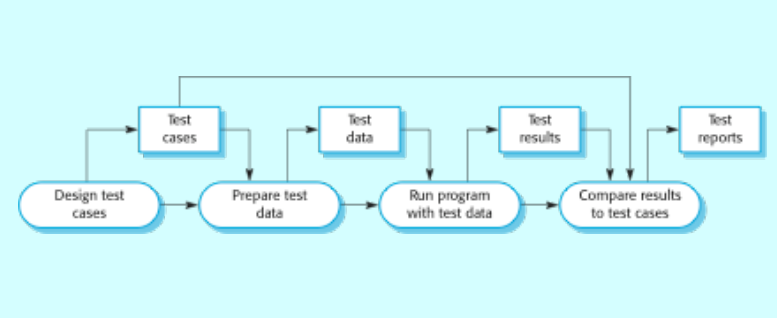 Test
cases
Test
data
Test
results
Test
reports
Design test
cases
Prepare test
data
Run program
with test data
Compare results
to test cases